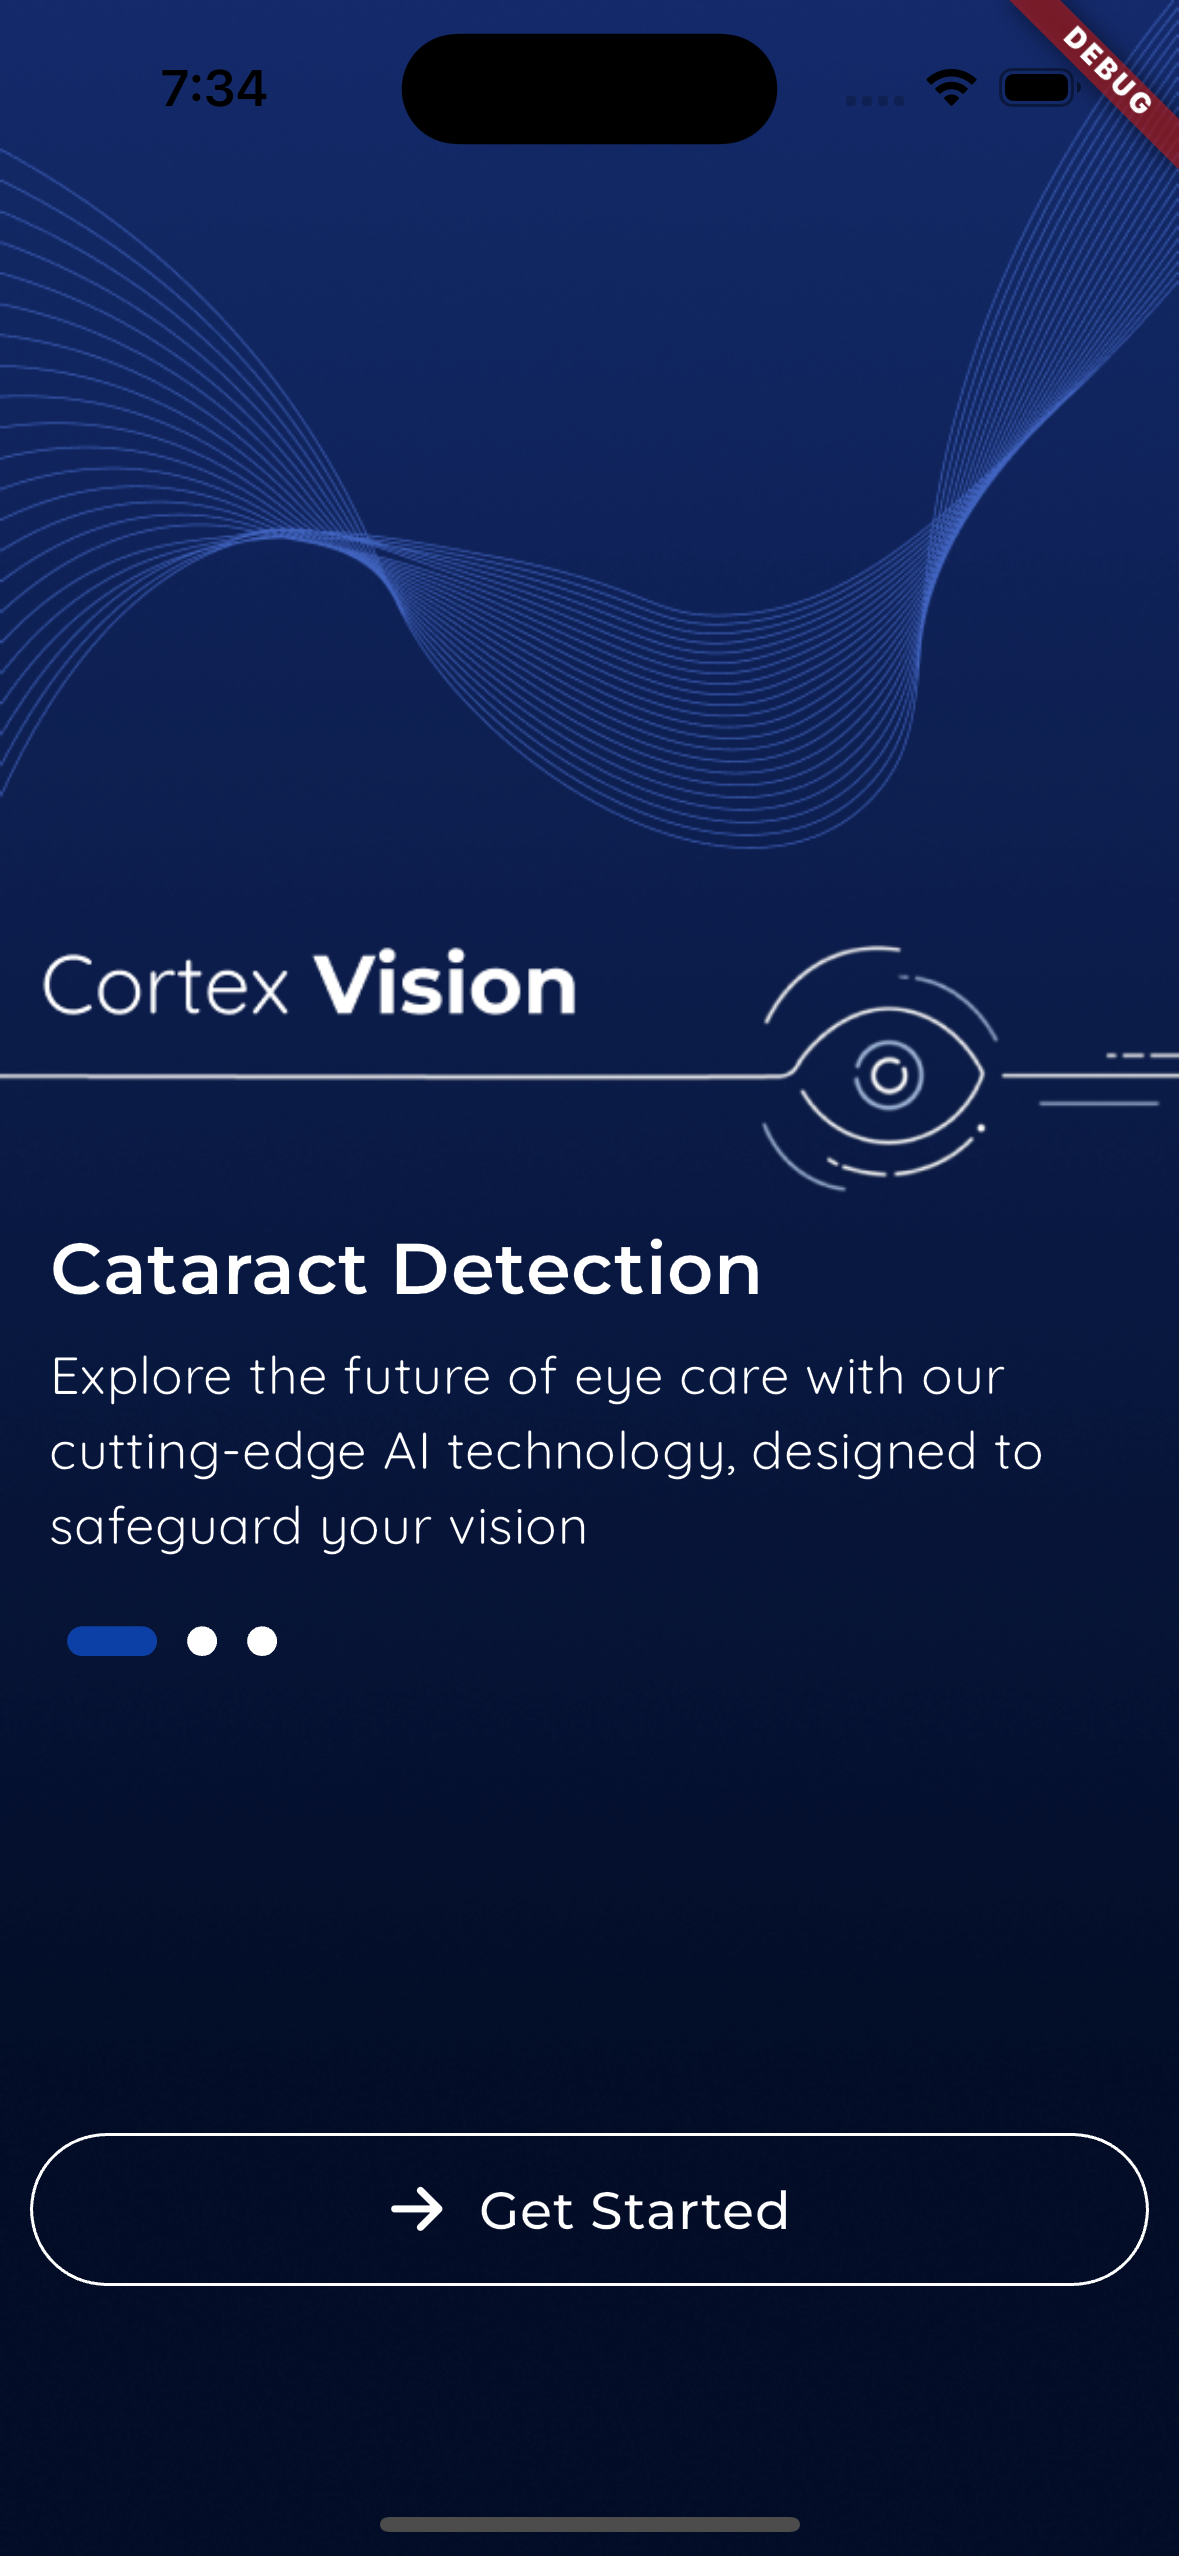 7:34
DEBUG
Cortex Vision
Cataract Detection
Explore the future of eye care with our
cutting-edge AI technology, designed to
safeguard your vision
Get Started